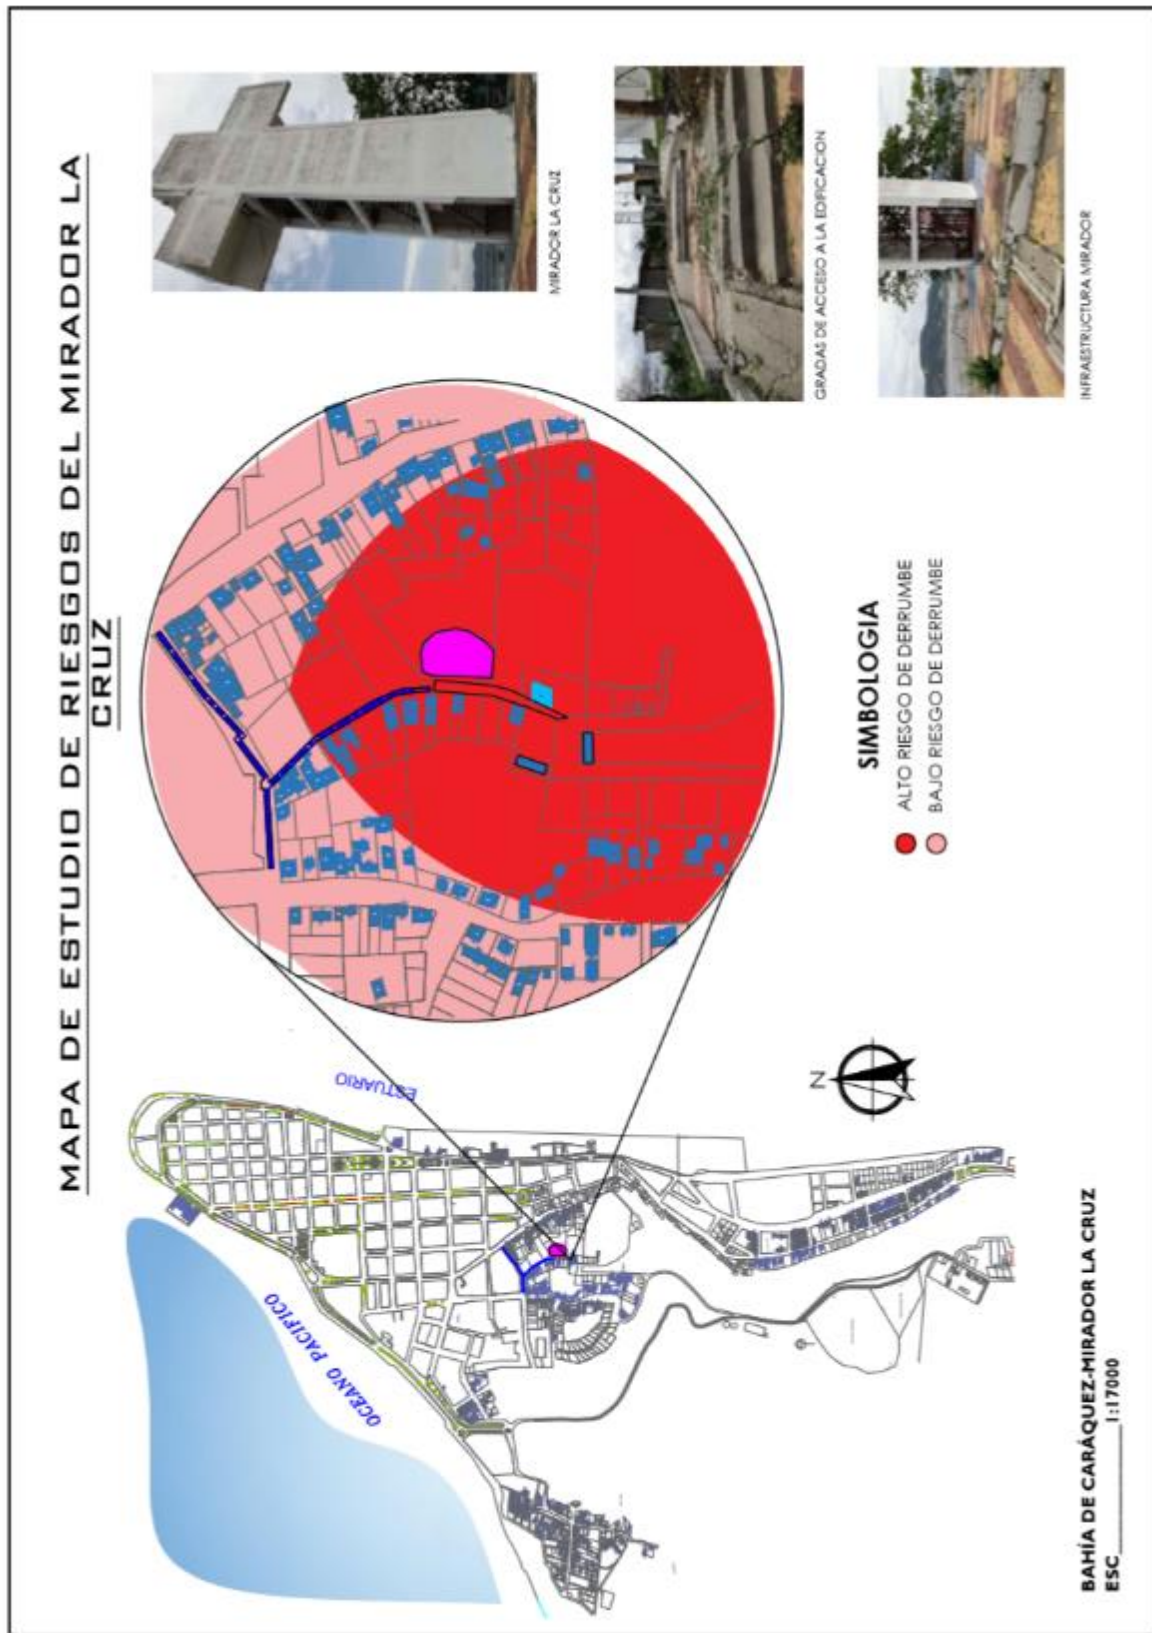 MAPA DE ESTUDIO DE RIESGOS DEL MIRADOR LA
CRUZ
OCEANO PACIFICO
ESTUARIO
N
MIRADOR LA CRUZ
GRADAS DE ACCESO A LA EDIFICACION
INFRAESTRUCTURA MIRADOR
SIMBOLOGIA
ALTO RIESGO DE DERRUMBE
BAJO RIESGO DE DERRUMBE
BAHÍA DE CARÁQUEZ-MIRADOR LA CRUZ
ESC__________1:17000